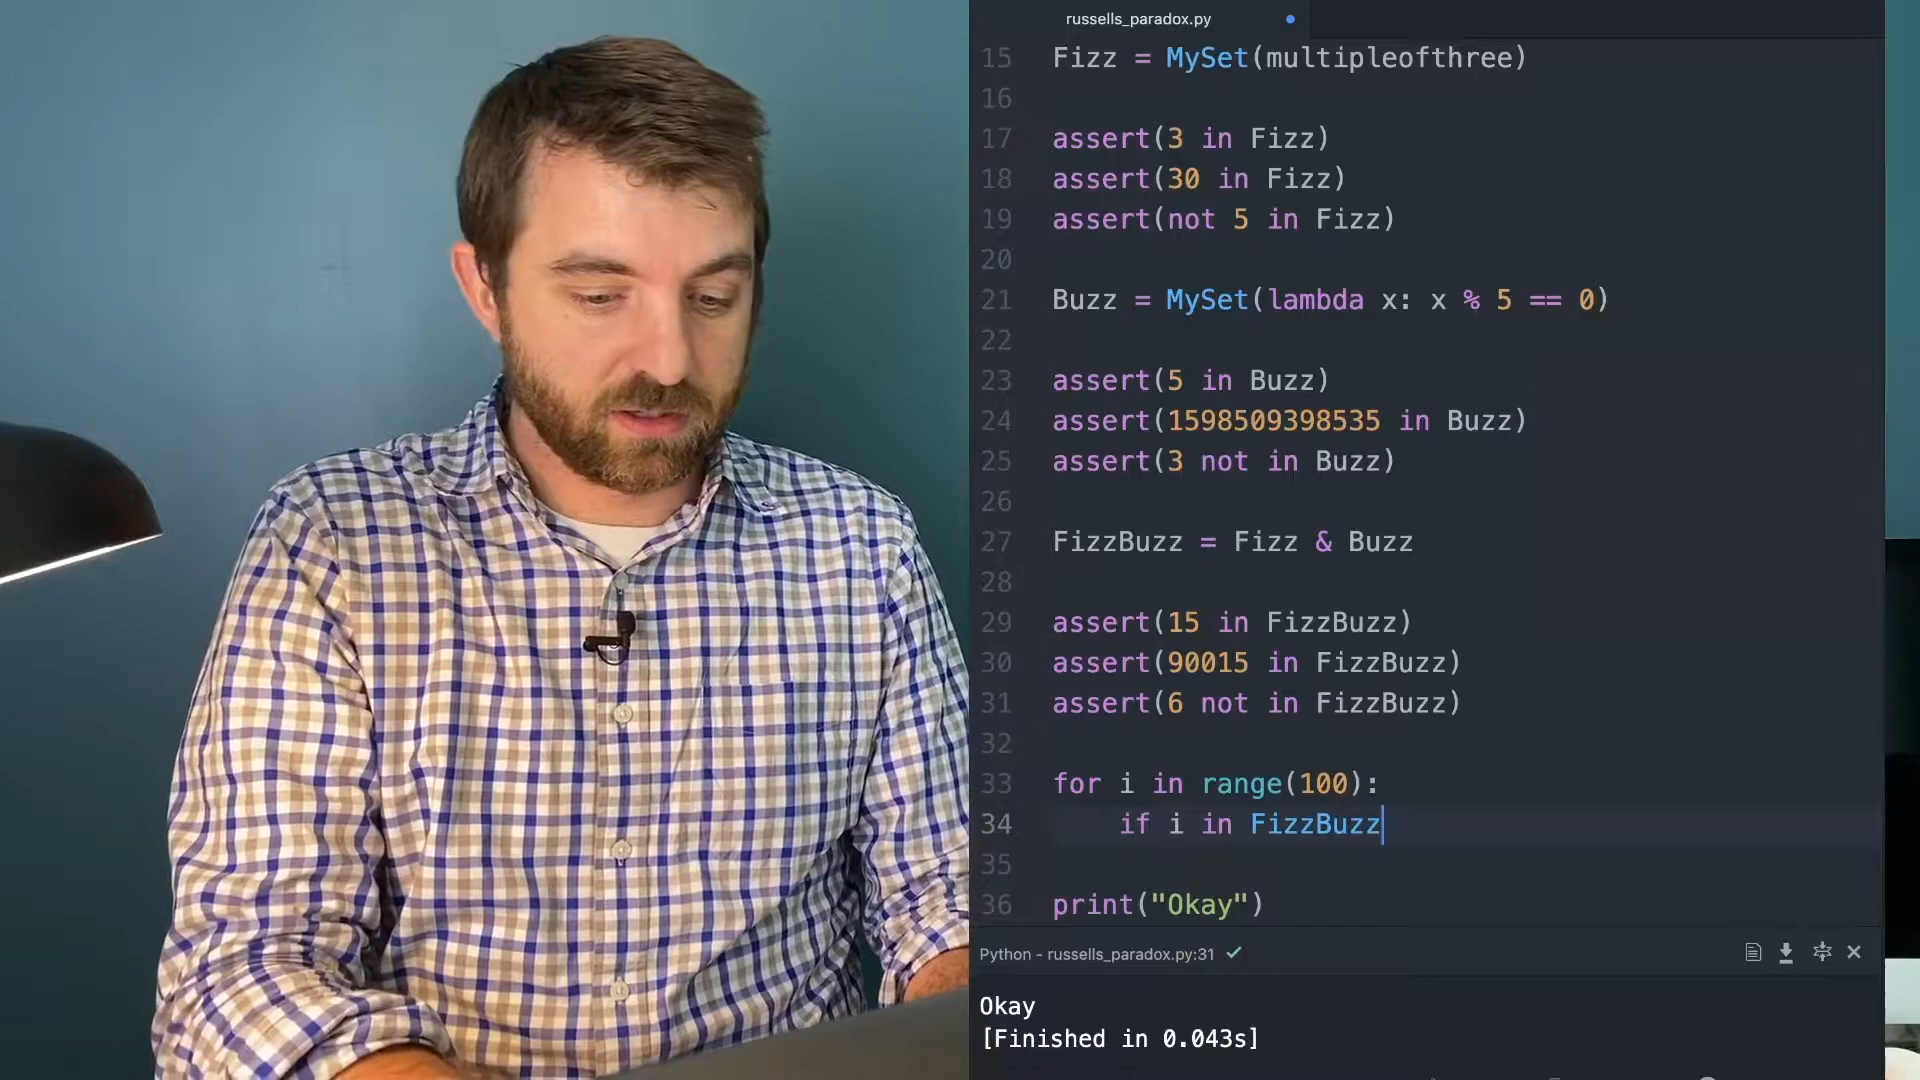 russells_paradox.py
15 Fizz = MySet(multipleofthree)
16
17 assert(3 in Fizz)
18 assert(30 in Fizz)
19 assert(not 5 in Fizz)
20
21 Buzz = MySet(lambda x: x % 5 == 0)
22
23 assert(5 in Buzz)
24 assert(1598509398535 in Buzz)
25 assert(3 not in Buzz)
26
27 FizzBuzz = Fizz & Buzz
28
29 assert(15 in FizzBuzz)
30 assert(90015 in FizzBuzz)
31 assert(6 not in FizzBuzz)
32
33 for i in range(100):
34     if i in FizzBuzz
35
36 print("Okay")
Python - russells_paradox.py:31
Okay
[Finished in 0.043s]